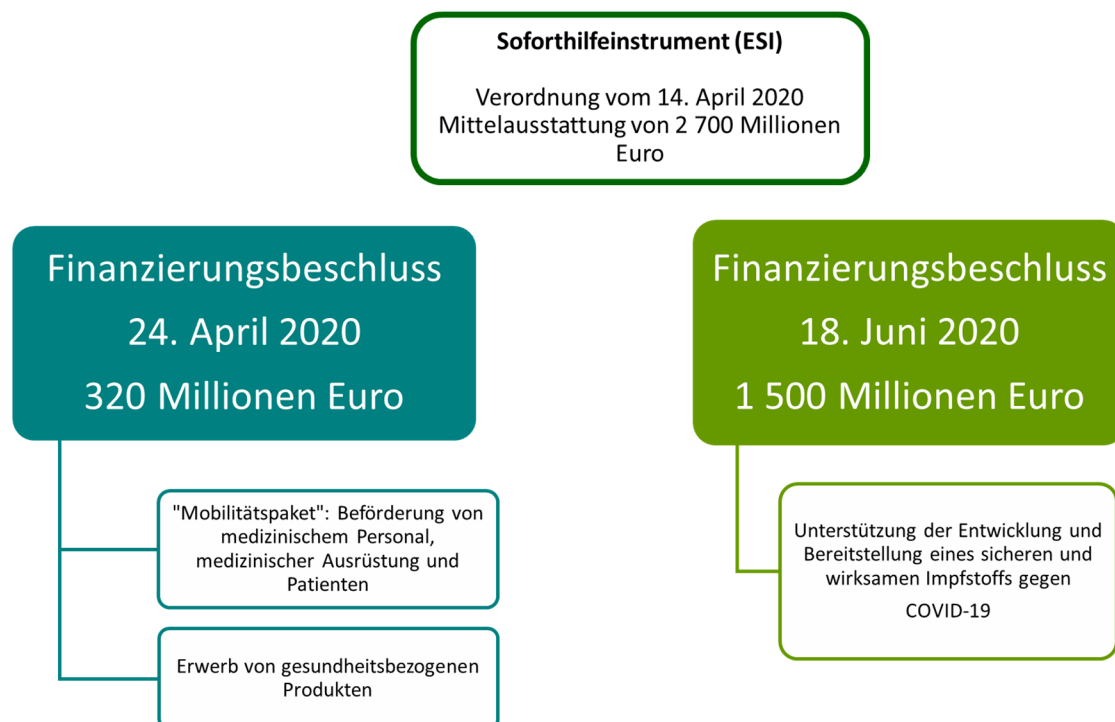 Soforthilfeinstrument (ESI)
Verordnung vom 14. April 2020
Mittelausstattung von 2 700 Millionen
Euro
Finanzierungsbeschluss
24. April 2020
320 Millionen Euro
"Mobilitätspaket": Beförderung von
medizinischem Personal,
medizinischer Ausrüstung und
Patienten
Erwerb von gesundheitsbezogenen
Produkten
Finanzierungsbeschluss
18. Juni 2020
1 500 Millionen Euro
Unterstützung der Entwicklung und
Bereitstellung eines sicheren und
wirksamen Impfstoffs gegen
COVID-19